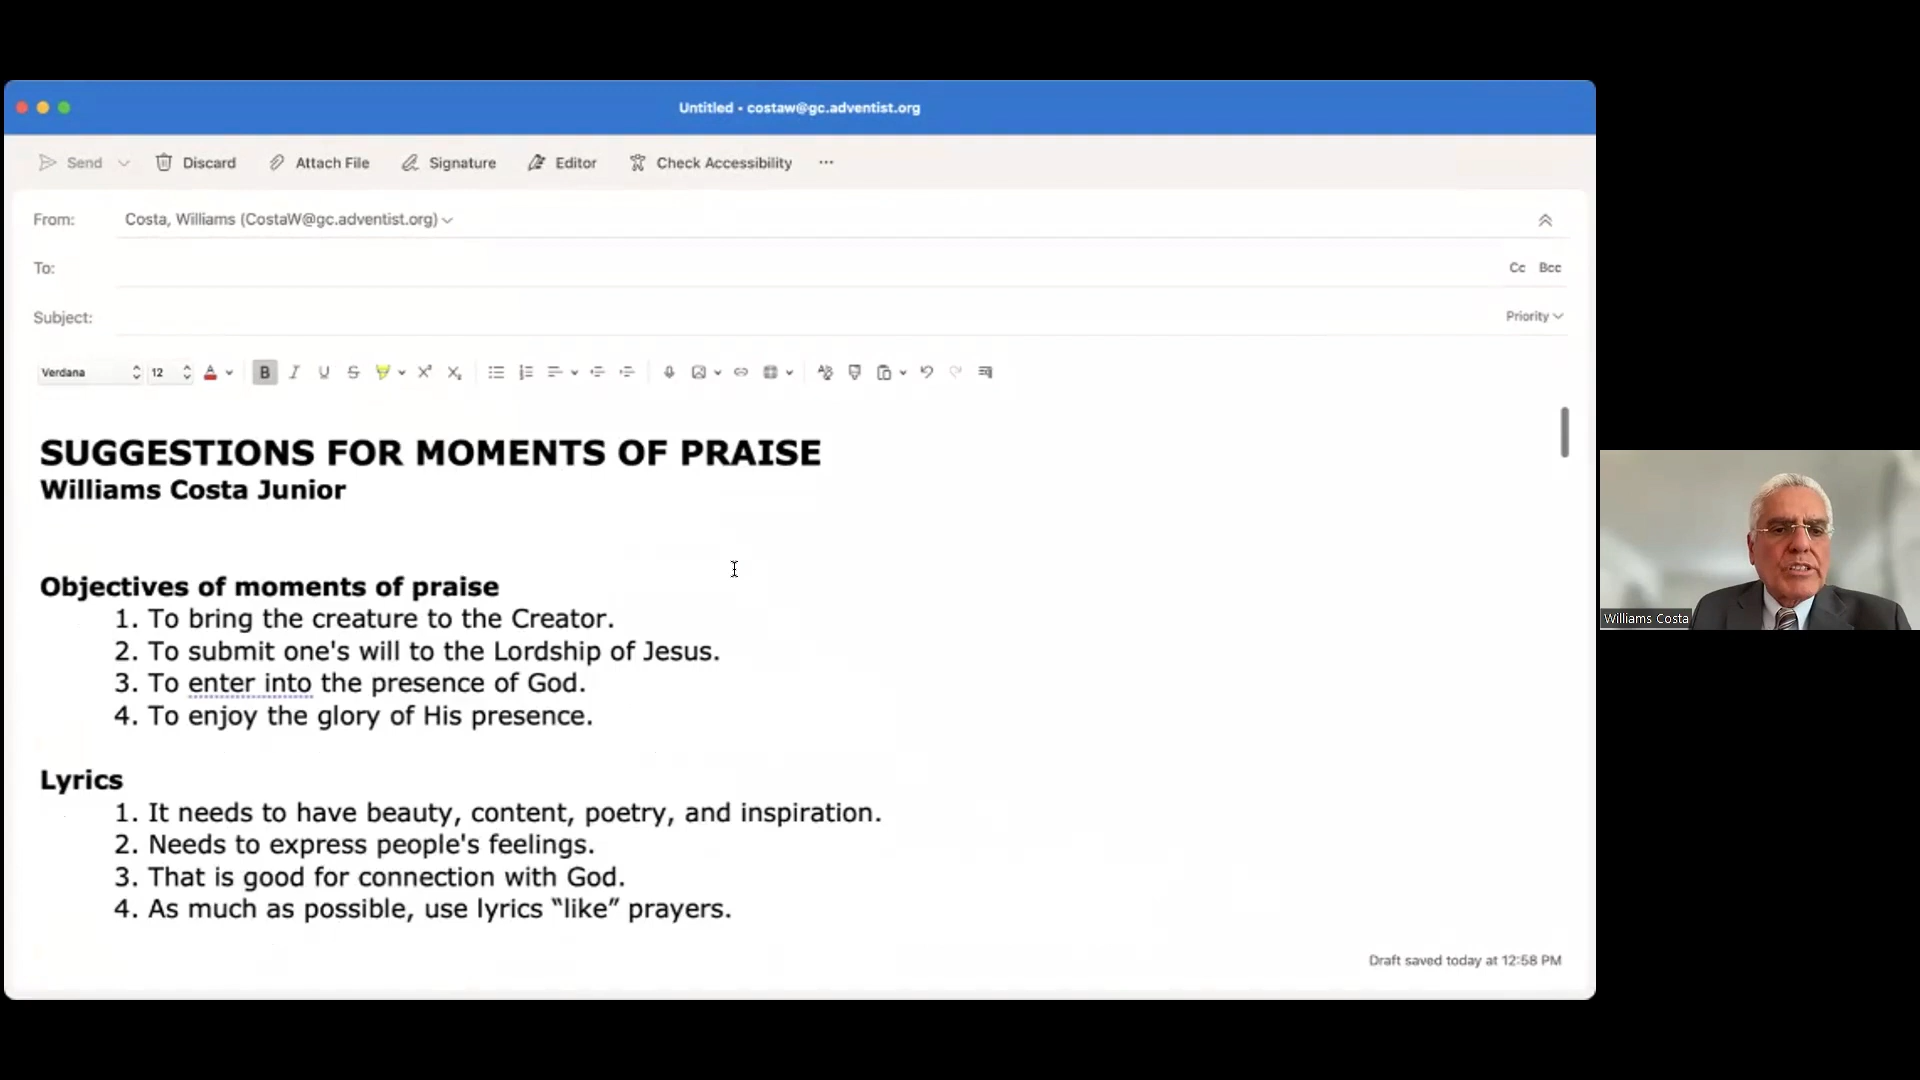 Untitled • costaw@gc.adventist.org
Send Discard Attach File Signature Editor Check Accessibility ...
From: Costa, Williams (CostaW@gc.adventist.org)
To: Cc Bcc
Subject: Priority
Verdana 12 A B I U S X² X₂
SUGGESTIONS FOR MOMENTS OF PRAISE
Williams Costa Junior
Objectives of moments of praise
1. To bring the creature to the Creator.
2. To submit one's will to the Lordship of Jesus.
3. To enter into the presence of God.
4. To enjoy the glory of His presence.
Lyrics
1. It needs to have beauty, content, poetry, and inspiration.
2. Needs to express people's feelings.
3. That is good for connection with God.
4. As much as possible, use lyrics “like” prayers.
Draft saved today at 12:58 PM
Williams Costa